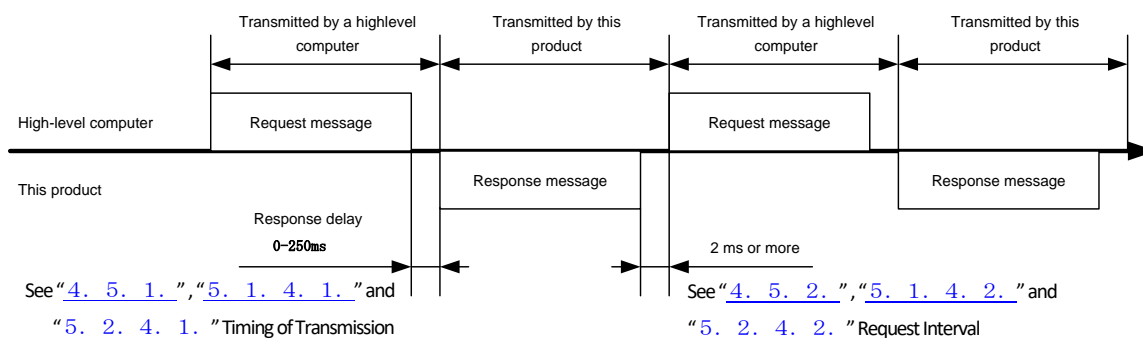 Transmitted by a highlevel
computer
Transmitted by this
product
Transmitted by a highlevel
computer
Transmitted by this
product
High-level computer
Request message
Request message
This product
Response message
Response message
Response delay
0-250ms
2 ms or more
See “4. 5. 1. ”,“5. 1. 4. 1. ” and
“5. 2. 4. 1. ” Timing of Transmission
See “4. 5. 2. ”,“5. 1. 4. 2. ” and
“5. 2. 4. 2. ” Request Interval